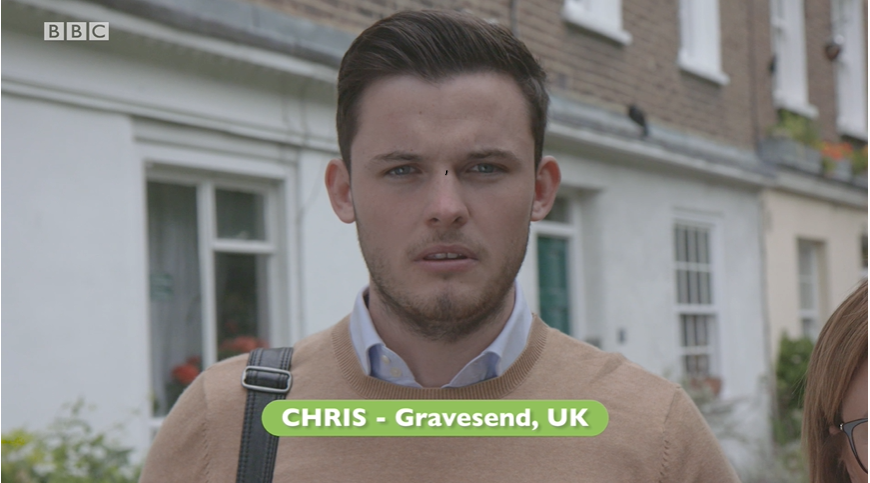 BBC
CHRIS - Gravesend, UK